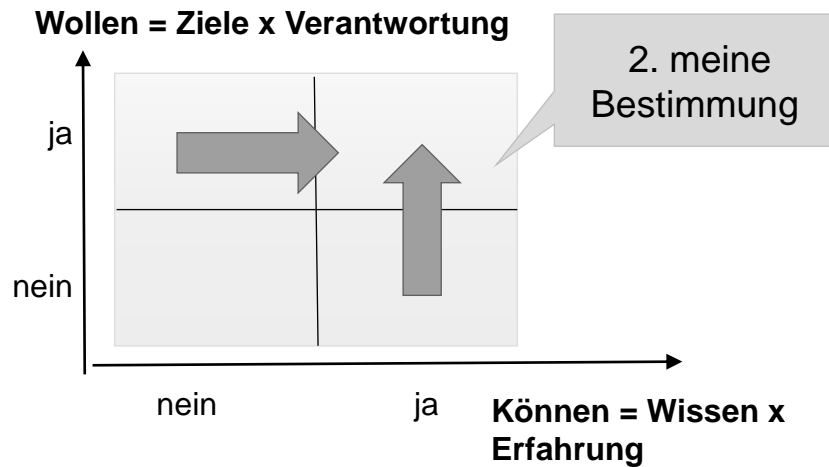 Wollen = Ziele x Verantwortung
2. meine
Bestimmung
ja
nein
nein
ja
Können = Wissen x
Erfahrung